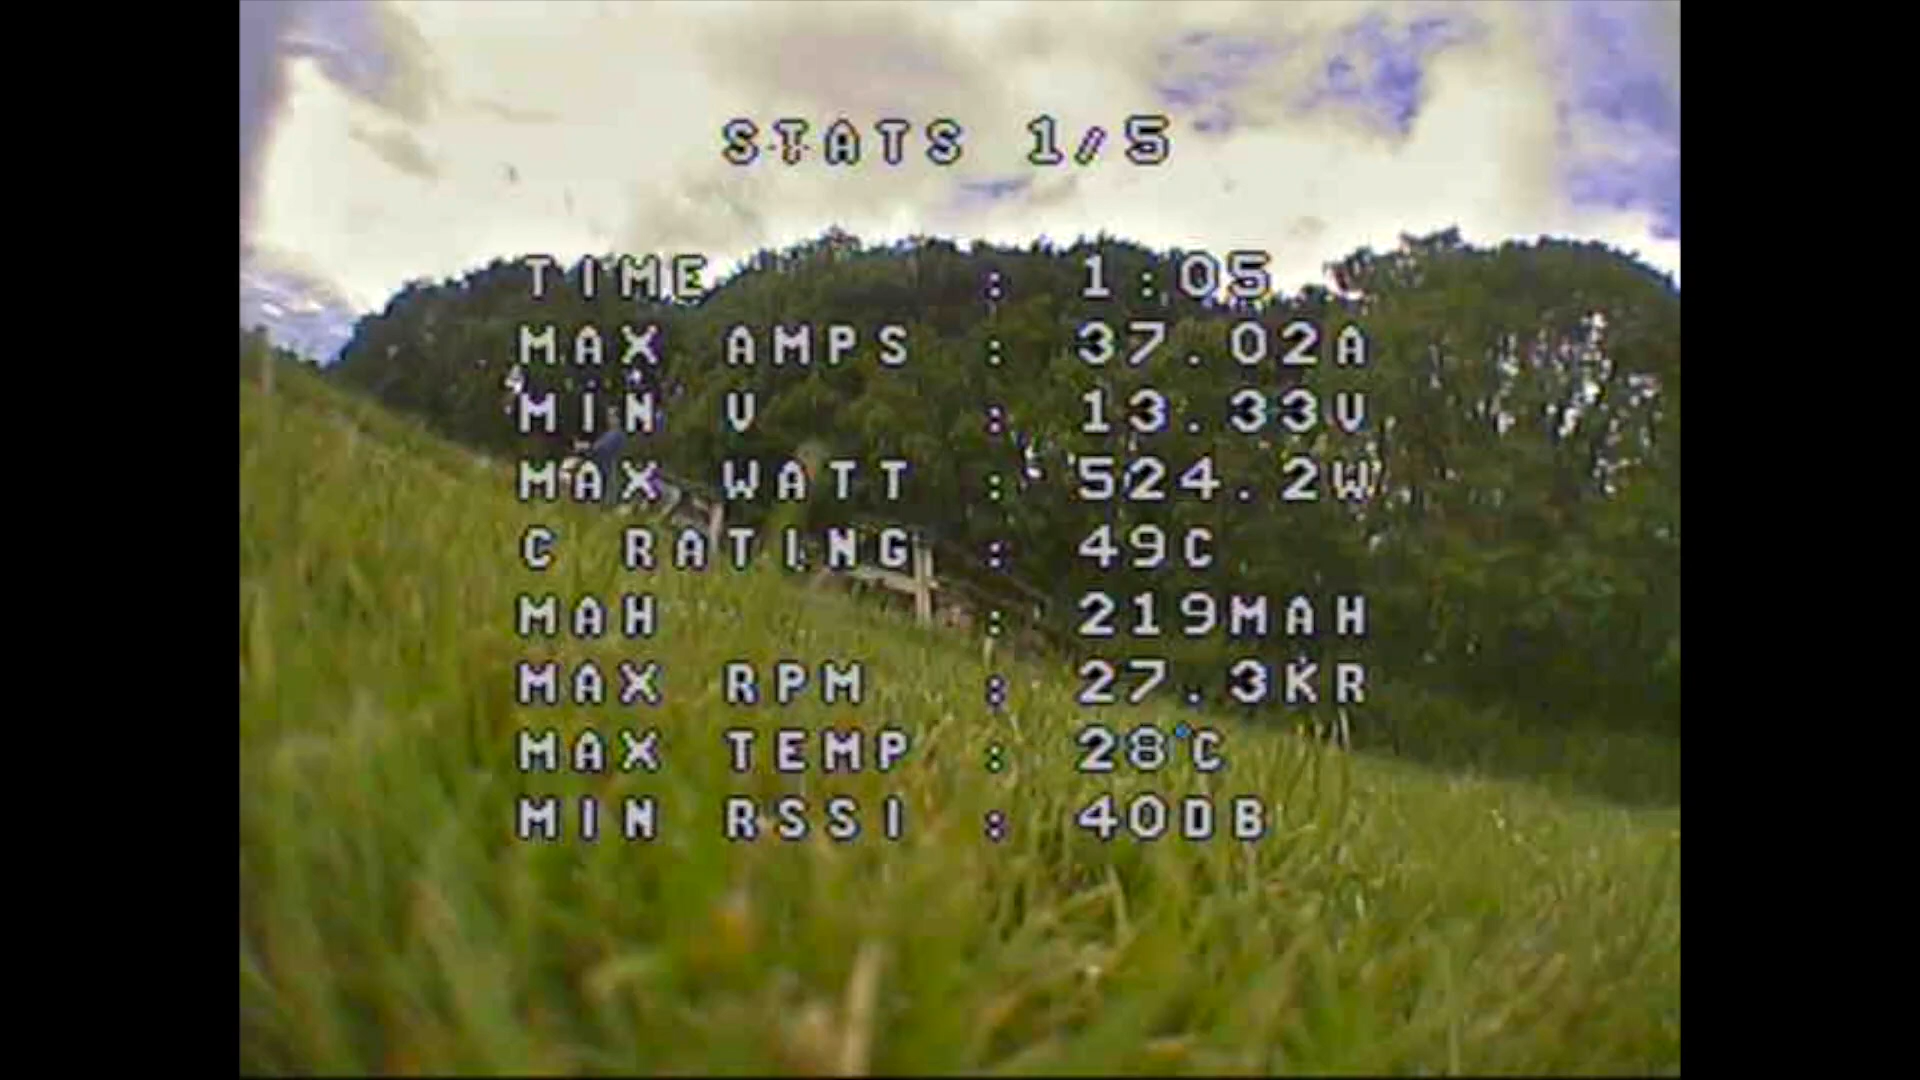 STATS 1/5
TIME : 1:05
MAX AMPS : 37.02A
MIN V : 13.33V
MAX WATT : 524.2W
C RATING : 49C
MAH : 219MAH
MAX RPM : 27.3KR
MAX TEMP : 28°C
MIN RSSI : 40DB